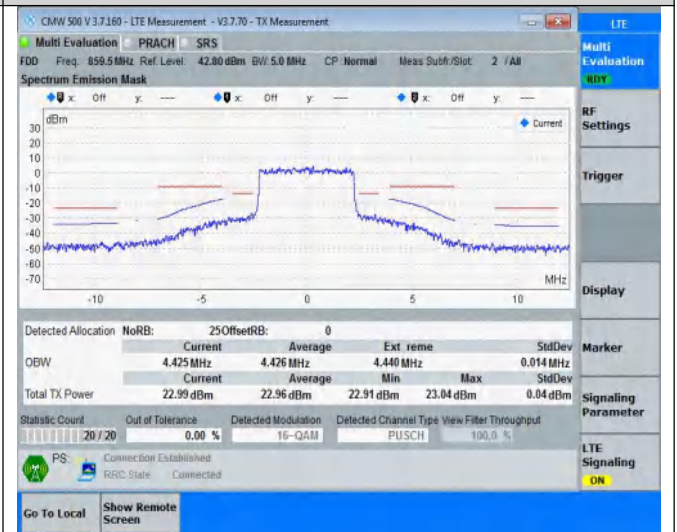 CMW 500 V 3.7.160 - LTE Measurement - V3.7.70 - TX Measurement
LTE
Multi Evaluation PRACH SRS
Multi
Evaluation
RDY
FDD Freq: 859.5 MHz Ref. Level: 42.80 dBm BW: 5.0 MHz CP: Normal Meas Subfr./Slot: 2 / All
Spectrum Emission Mask
x: Off y: --- x: Off y: --- x: Off y: ---
RF
Settings
dBm
Current
30
20
10
0
-10
-20
-30
-40
-50
-60
-70
MHz
-10 -5 0 5 10
Trigger
Display
Detected Allocation NoRB: 25 OffsetRB: 0
Current Average Extreme StdDev
OBW 4.425 MHz 4.426 MHz 4.440 MHz 0.014 MHz
Current Average Min Max StdDev
Total TX Power 22.99 dBm 22.96 dBm 22.91 dBm 23.04 dBm 0.04 dBm
Marker
Signaling
Parameter
Statistic Count Out of Tolerance Detected Modulation Detected Channel Type View Filter Throughput
20 / 20 0.00 % 16-QAM PUSCH 100.0 %
PS: Connection Established
RRC State Connected
LTE
Signaling
ON
Go To Local
Show Remote
Screen